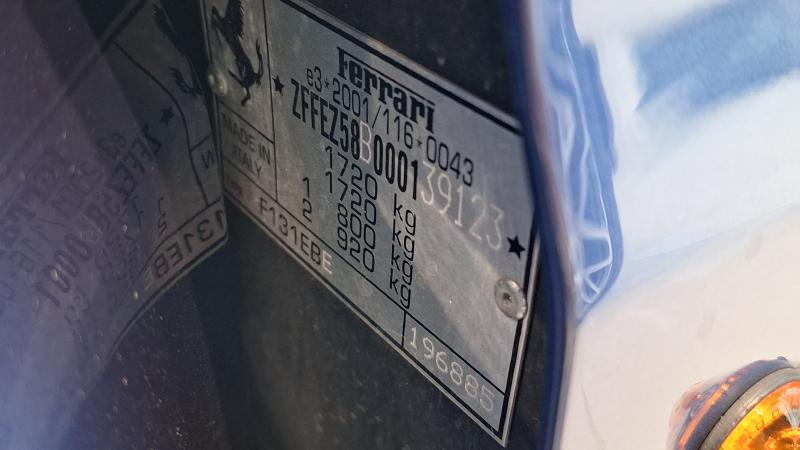 Ferrari
e3*2001/116*0043
★ZFFEZ58B000139123★
MADE IN
ITALY
1720 kg
1 1720 kg
1 800 kg
2 920 kg
F131EBE
196885